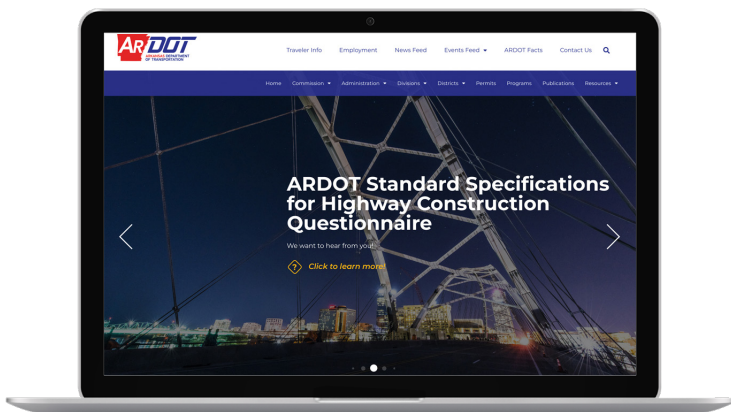 ARDOT
ARKANSAS DEPARTMENT
OF TRANSPORTATION
Traveler Info Employment News Feed Events Feed ARDOT Facts Contact Us
Home Commission Administration Divisions Districts Permits Programs Publications Resources
ARDOT Standard Specifications
for Highway Construction
Questionnaire
We want to hear from you!
? Click to learn more!